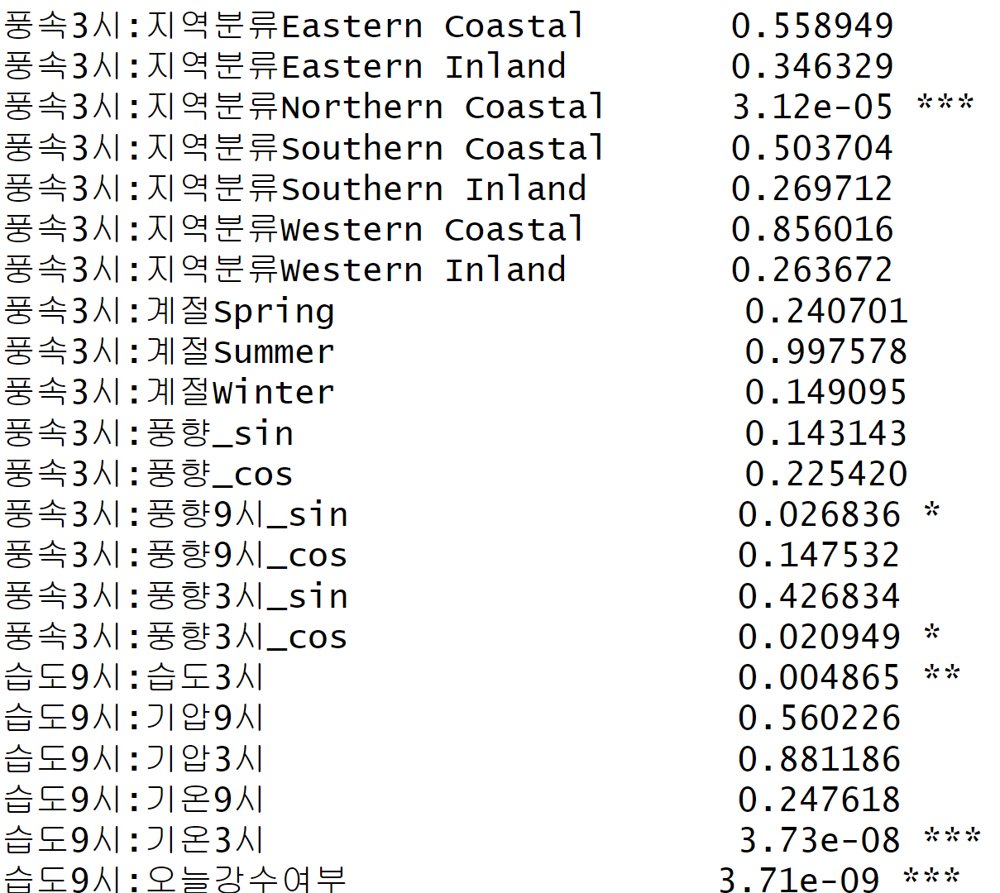 풍속3시:지역분류Eastern Coastal 0.558949
풍속3시:지역분류Eastern Inland 0.346329
풍속3시:지역분류Northern Coastal 3.12e-05 ***
풍속3시:지역분류Southern Coastal 0.503704
풍속3시:지역분류Southern Inland 0.269712
풍속3시:지역분류Western Coastal 0.856016
풍속3시:지역분류Western Inland 0.263672
풍속3시:계절Spring 0.240701
풍속3시:계절Summer 0.997578
풍속3시:계절Winter 0.149095
풍속3시:풍향_sin 0.143143
풍속3시:풍향_cos 0.225420
풍속3시:풍향9시_sin 0.026836 *
풍속3시:풍향9시_cos 0.147532
풍속3시:풍향3시_sin 0.426834
풍속3시:풍향3시_cos 0.020949 *
습도9시:습도3시 0.004865 **
습도9시:기압9시 0.560226
습도9시:기압3시 0.881186
습도9시:기온9시 0.247618
습도9시:기온3시 3.73e-08 ***
습도9시:오늘강수여부 3.71e-09 ***